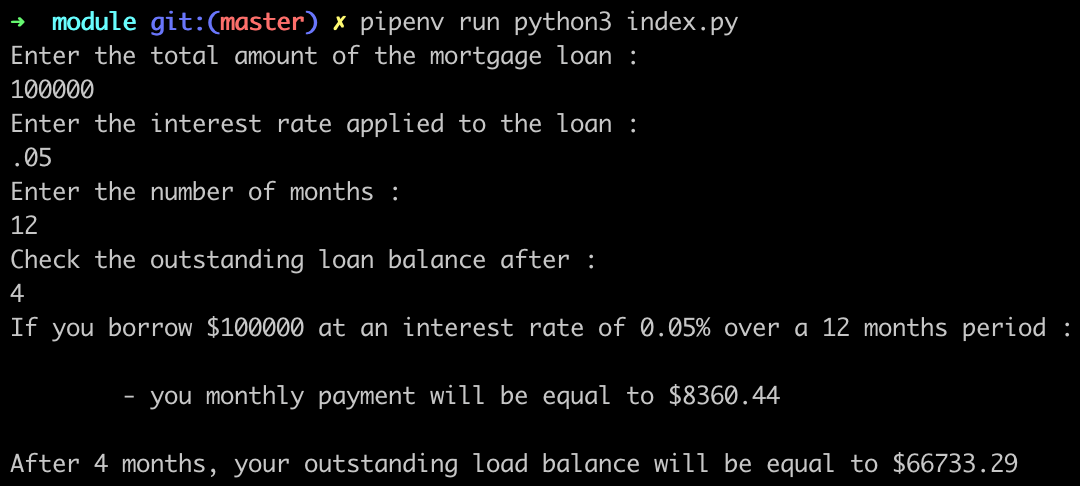 ➜ module git:(master) ✗ pipenv run python3 index.py
Enter the total amount of the mortgage loan :
100000
Enter the interest rate applied to the loan :
.05
Enter the number of months :
12
Check the outstanding loan balance after :
4
If you borrow $100000 at an interest rate of 0.05% over a 12 months period :
- you monthly payment will be equal to $8360.44
After 4 months, your outstanding load balance will be equal to $66733.29